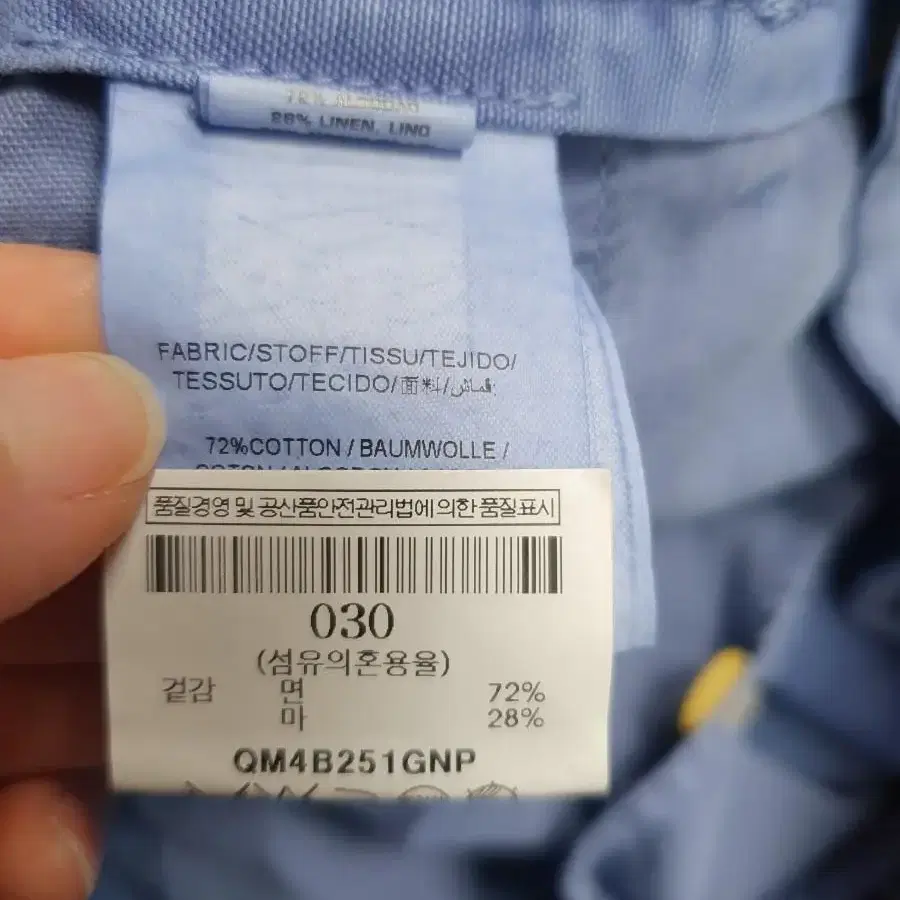 28% LINEN, LINO
FABRIC/STOFF/TISSU/TEJIDO/
TESSUTO/TECIDO/面料/قماش
72%COTTON / BAUMWOLLE /
품질경영 및 공산품안전관리법에 의한 품질표시
030
(섬유의혼용율)
겉감 면 72%
마 28%
QM4B251GNP